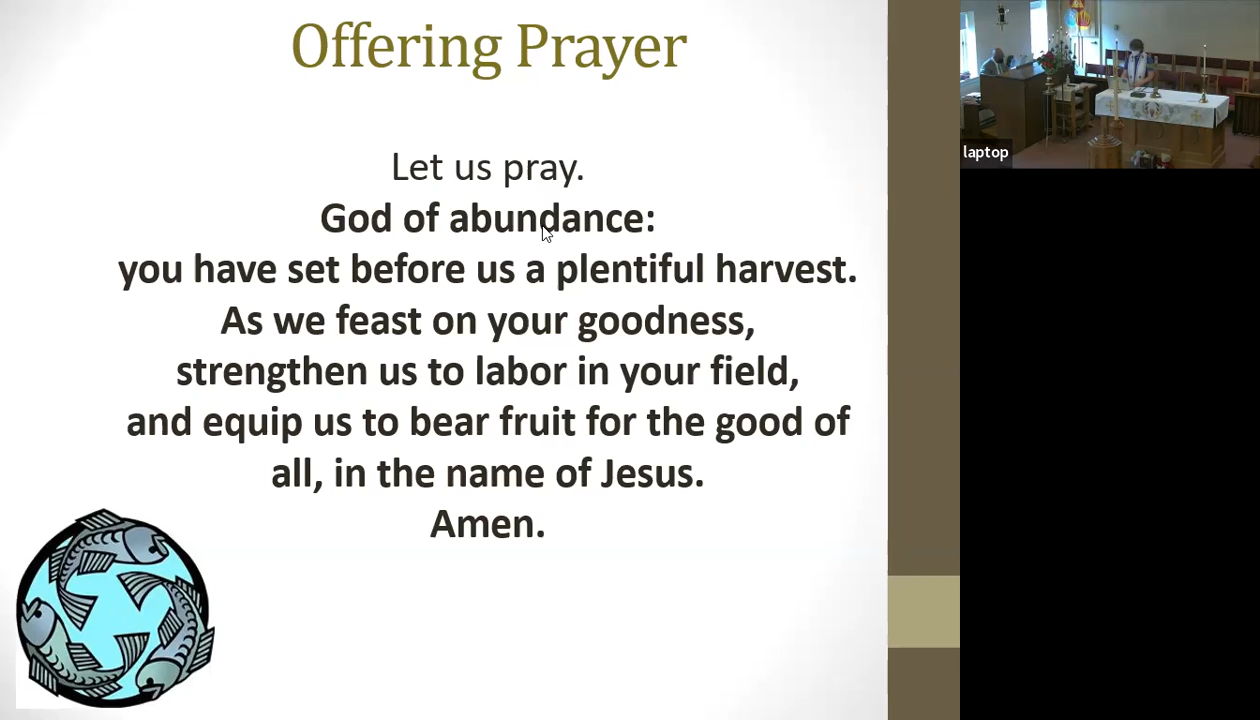 Offering Prayer
Let us pray.
God of abundance:
you have set before us a plentiful harvest.
As we feast on your goodness,
strengthen us to labor in your field,
and equip us to bear fruit for the good of
all, in the name of Jesus.
Amen.
laptop